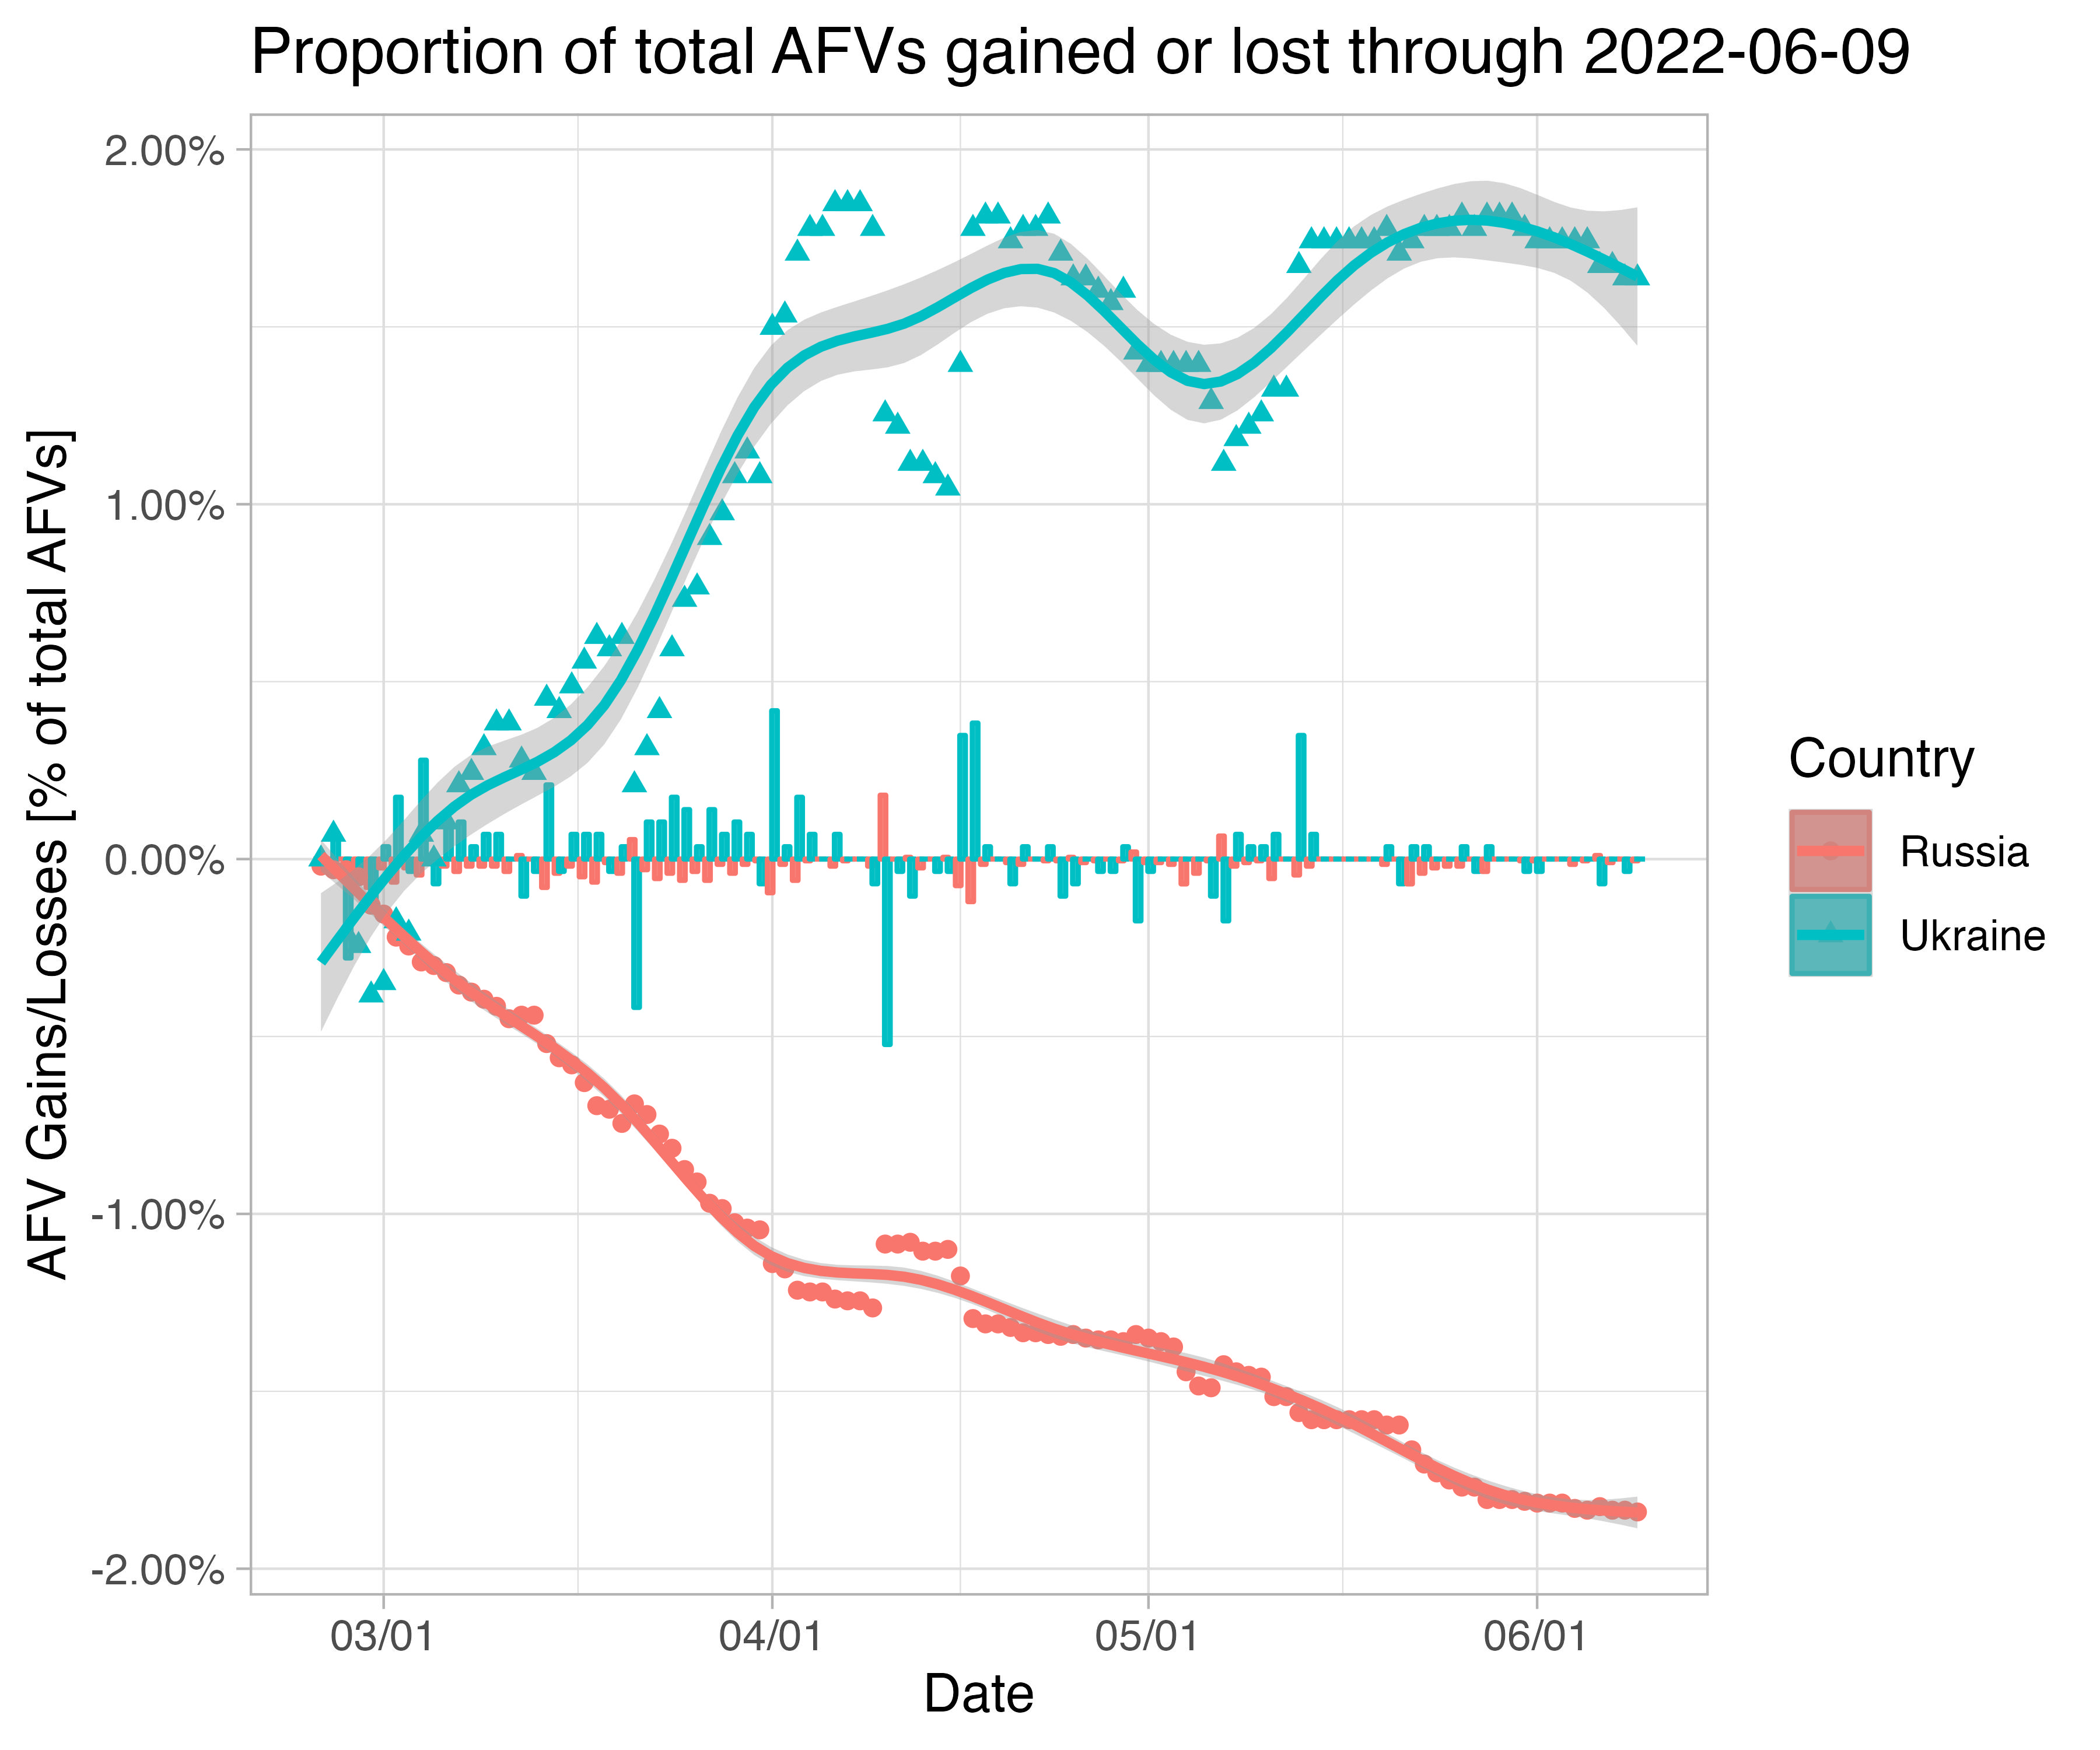 Proportion of total AFVs gained or lost through 2022-06-09
AFV Gains/Losses [% of total AFVs]
2.00%
1.00%
0.00%
-1.00%
-2.00%
03/01
04/01
05/01
06/01
Date
Country
Russia
Ukraine